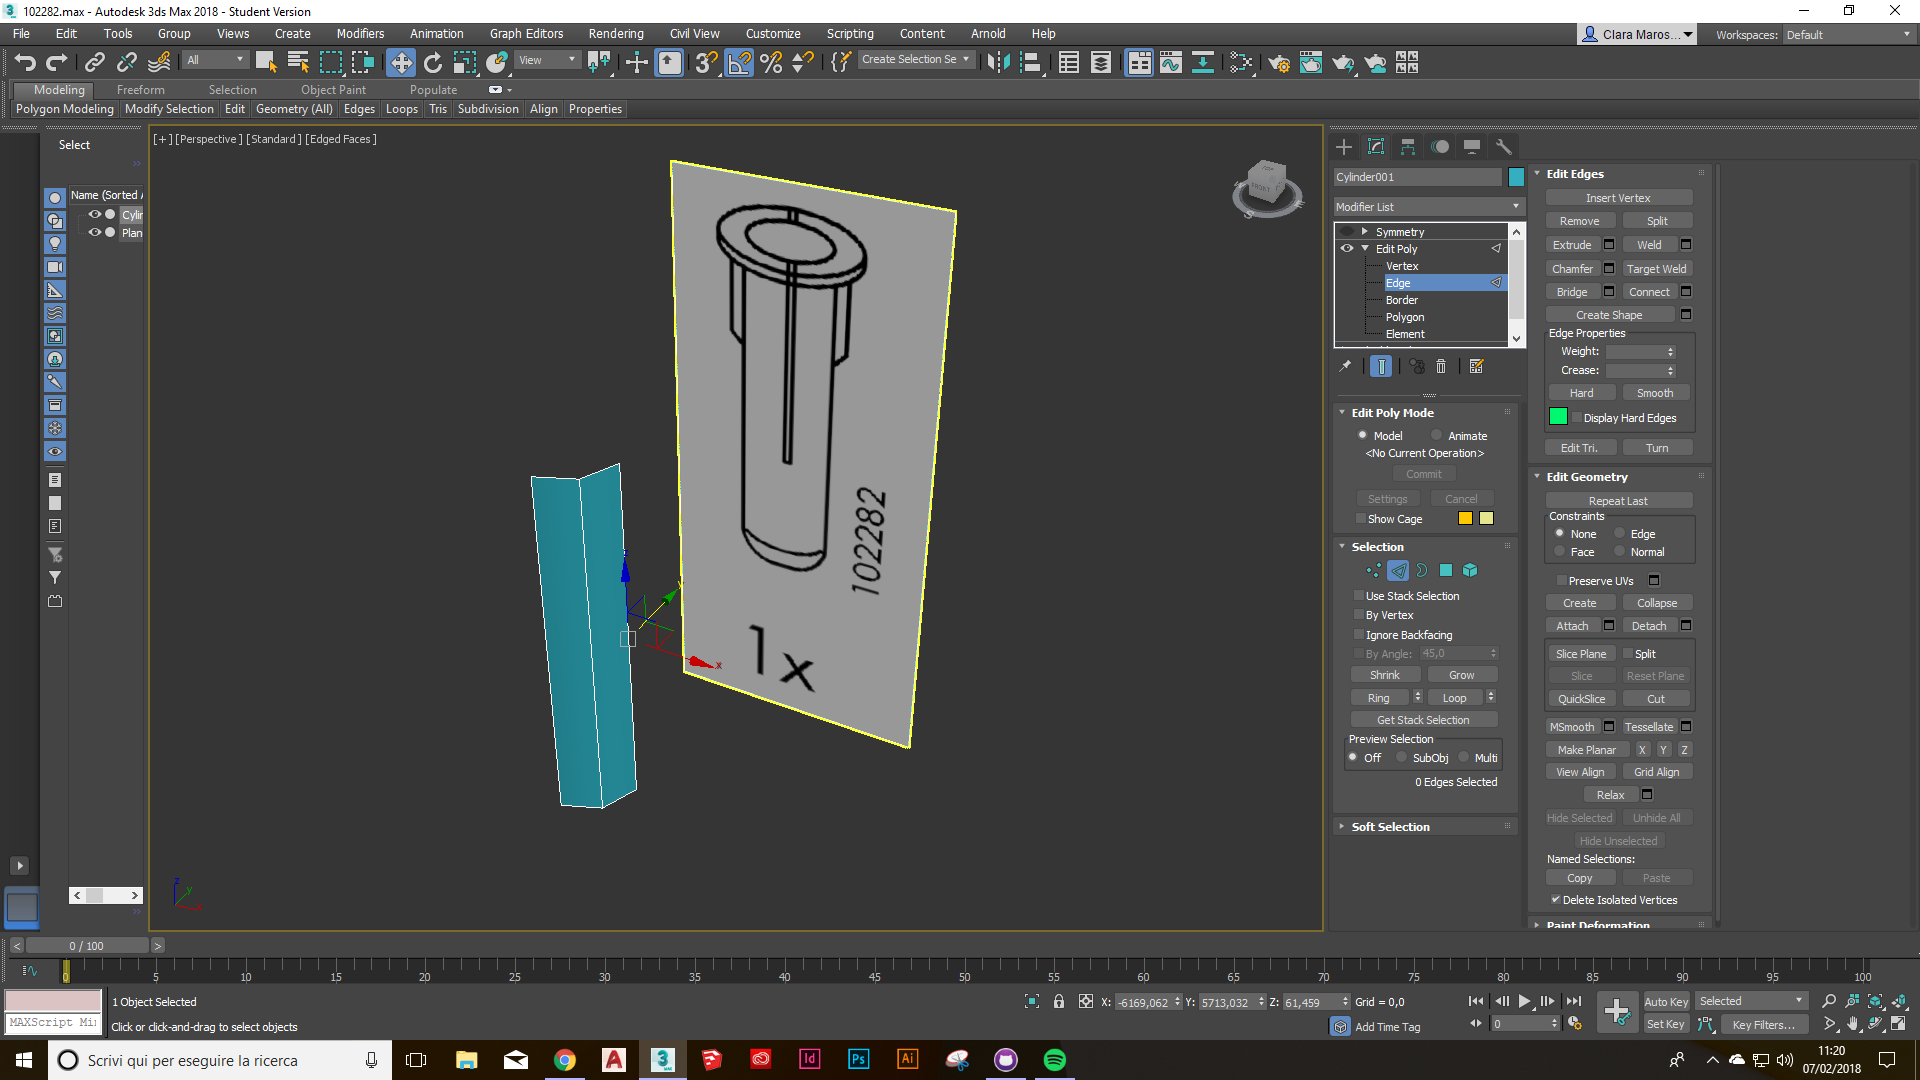 102282.max - Autodesk 3ds Max 2018 - Student Version
File Edit Tools Group Views Create Modifiers Animation Graph Editors Rendering Civil View Customize Scripting Content Arnold Help
Clara Maros... Workspaces: Default
All View Create Selection Se
Modeling Freeform Selection Object Paint Populate
Polygon Modeling Modify Selection Edit Geometry (All) Edges Loops Tris Subdivision Align Properties
Select
Name (Sorted A
Cylin
Plan
[+] [Perspective] [Standard] [Edged Faces]
102282
1x
FRONT
x
z
y
Cylinder001
Modifier List
Symmetry
Edit Poly
Vertex
Edge
Border
Polygon
Element
Edit Poly Mode
Model Animate
<No Current Operation>
Commit
Settings Cancel
Show Cage
Selection
Use Stack Selection
By Vertex
Ignore Backfacing
By Angle: 45,0
Shrink Grow
Ring Loop
Get Stack Selection
Preview Selection
Off SubObj Multi
0 Edges Selected
Soft Selection
Edit Edges
Insert Vertex
Remove Split
Extrude Weld
Chamfer Target Weld
Bridge Connect
Create Shape
Edge Properties
Weight:
Crease:
Hard Smooth
Display Hard Edges
Edit Tri. Turn
Edit Geometry
Repeat Last
Constraints
None Edge
Face Normal
Preserve UVs
Create Collapse
Attach Detach
Slice Plane Split
Slice Reset Plane
QuickSlice Cut
MSmooth Tessellate
Make Planar X Y Z
View Align Grid Align
Relax
Hide Selected Unhide All
Hide Unselected
Named Selections:
Copy Paste
Delete Isolated Vertices
Paint Deformation
0 / 100
0 5 10 15 20 25 30 35 40 45 50 55 60 65 70 75 80 85 90 95 100
1 Object Selected
X: -6169,062 Y: 5713,032 Z: 61,459 Grid = 0,0
Auto Key Selected
MAXScript Mi
Click or click-and-drag to select objects
Add Time Tag
0
Set Key Key Filters...
Scrivi qui per eseguire la ricerca
11:20
07/02/2018